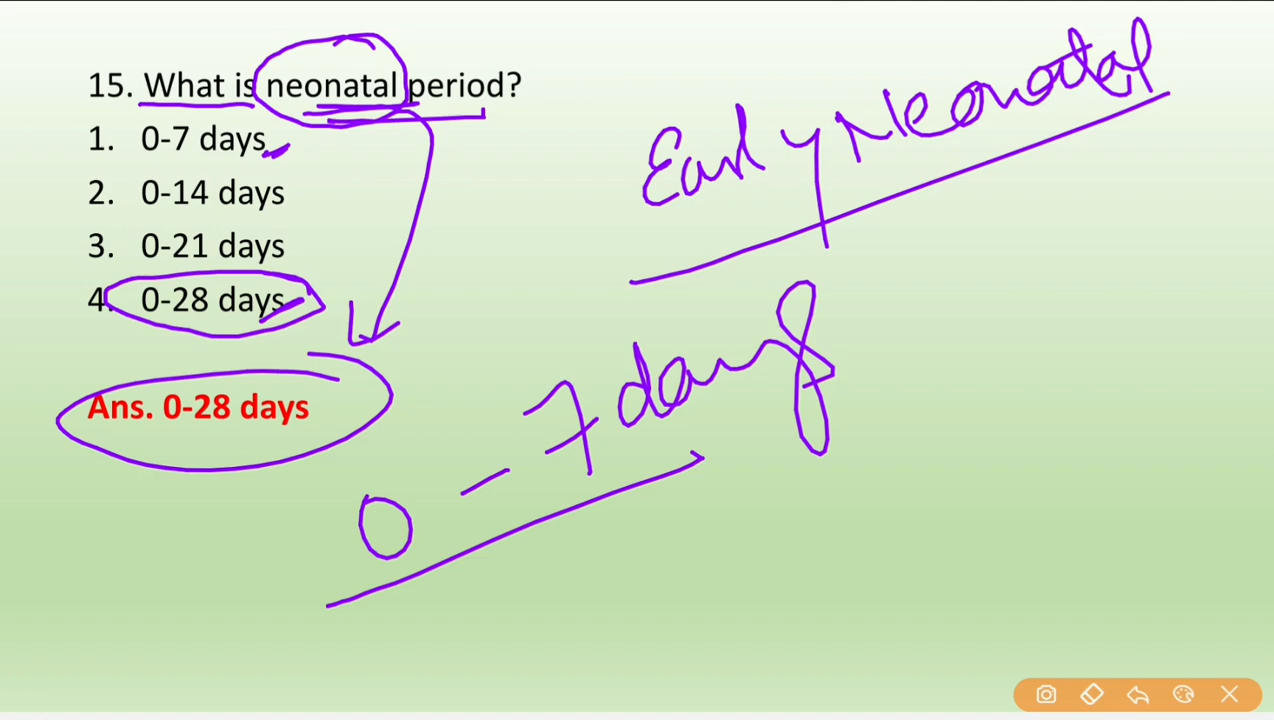 15. What is neonatal period?
1. 0-7 days
2. 0-14 days
3. 0-21 days
4. 0-28 days
Ans. 0-28 days
Early Neonatal
0 - 7 days